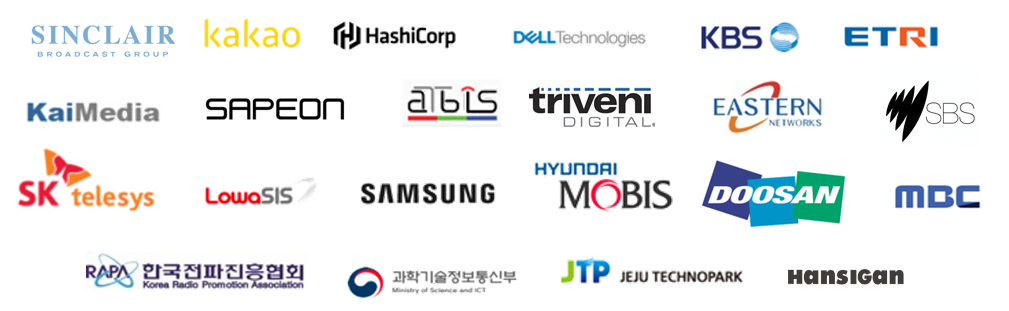 SINCLAIR
BROADCAST GROUP
kakao
HashiCorp
DELLTechnologies
KBS
ETRI
KaiMedia
SAPEON
atbis
triveni
DIGITAL
EASTERN
NETWORKS
SBS
SK telesys
LowaSIS
SAMSUNG
HYUNDAI
MOBIS
DOOSAN
MBC
RAPA 한국전파진흥협회
Korea Radio Promotion Association
과학기술정보통신부
Ministry of Science and ICT
JTP JEJU TECHNOPARK
HANSIGAN